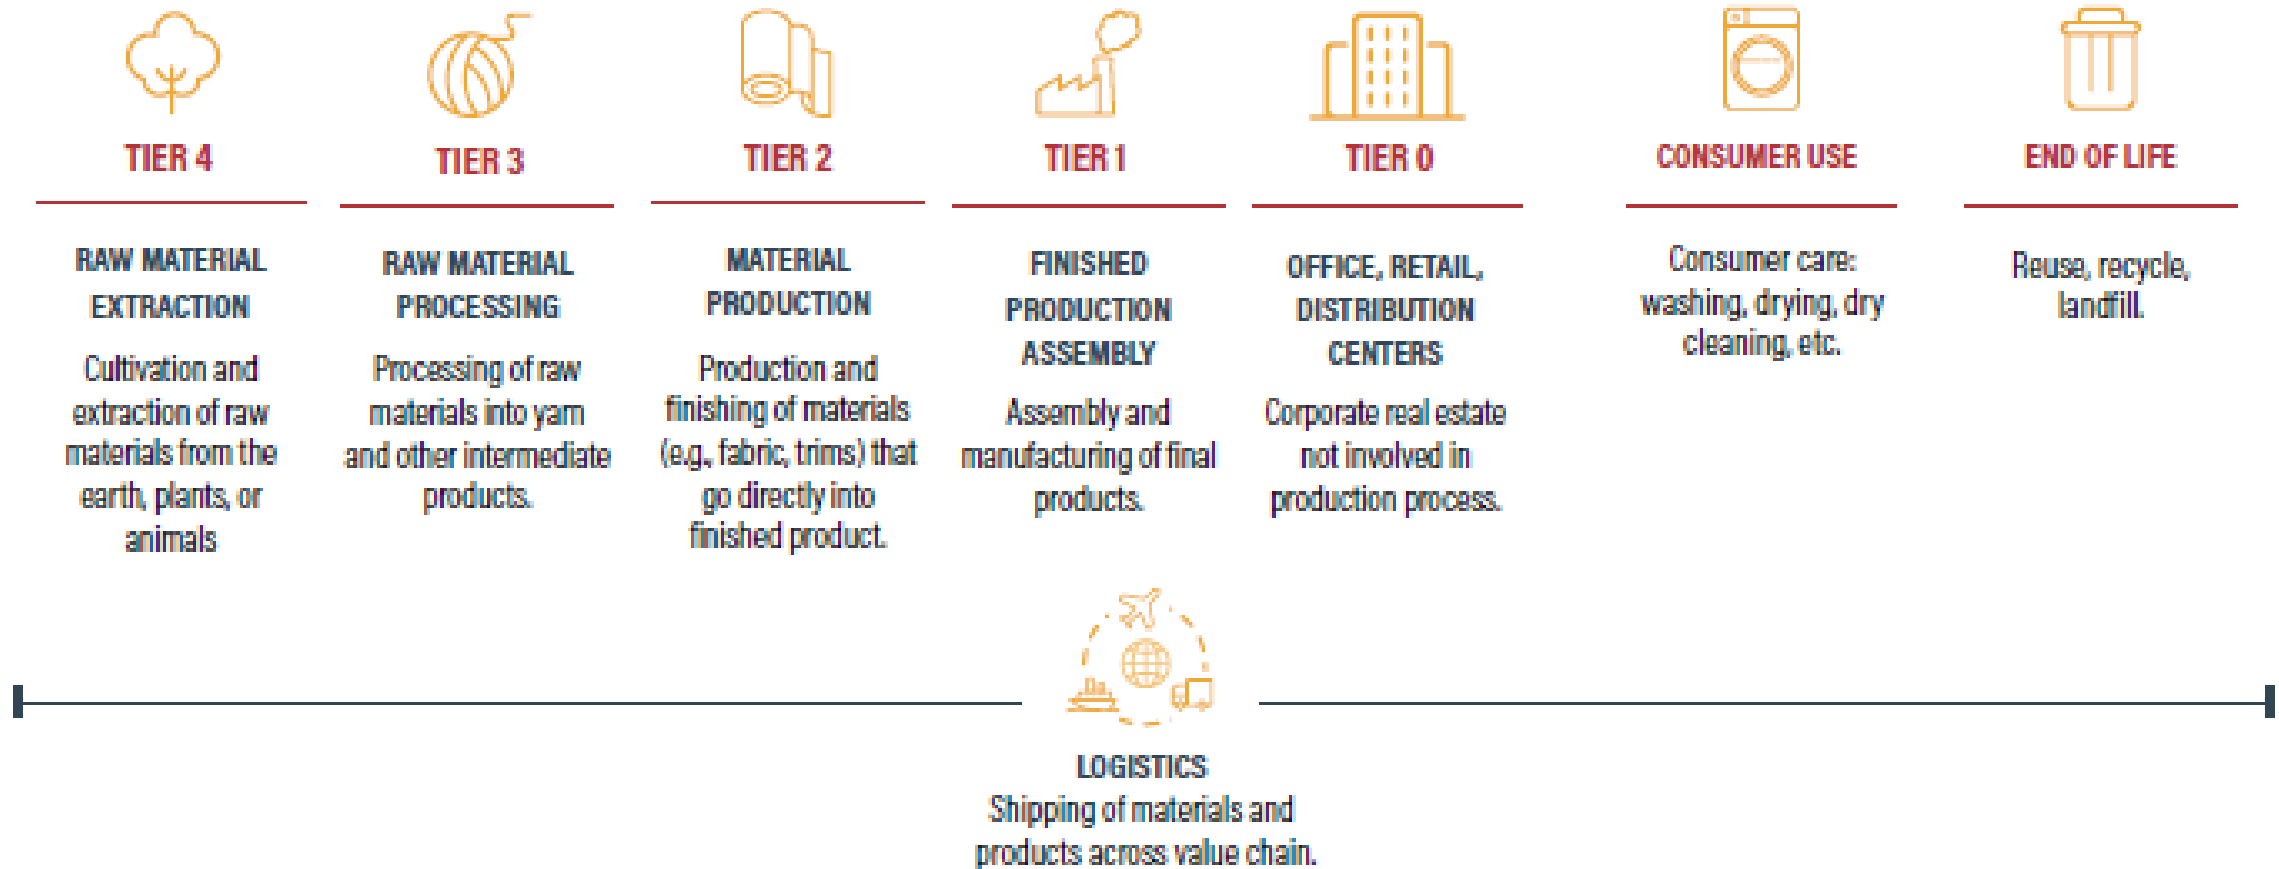 TIER 4
RAW MATERIAL
EXTRACTION
Cultivation and
extraction of raw
materials from the
earth, plants, or
animals
TIER 3
RAW MATERIAL
PROCESSING
Processing of raw
materials into yarn
and other intermediate
products.
TIER 2
MATERIAL
PRODUCTION
Production and
finishing of materials
(e.g., fabric, trims) that
go directly into
finished product.
TIER 1
FINISHED
PRODUCTION
ASSEMBLY
Assembly and
manufacturing of final
products.
TIER 0
OFFICE, RETAIL,
DISTRIBUTION
CENTERS
Corporate real estate
not involved in
production process.
CONSUMER USE
Consumer care:
washing, drying, dry
cleaning, etc.
END OF LIFE
Reuse, recycle,
landfill.
LOGISTICS
Shipping of materials and
products across value chain.